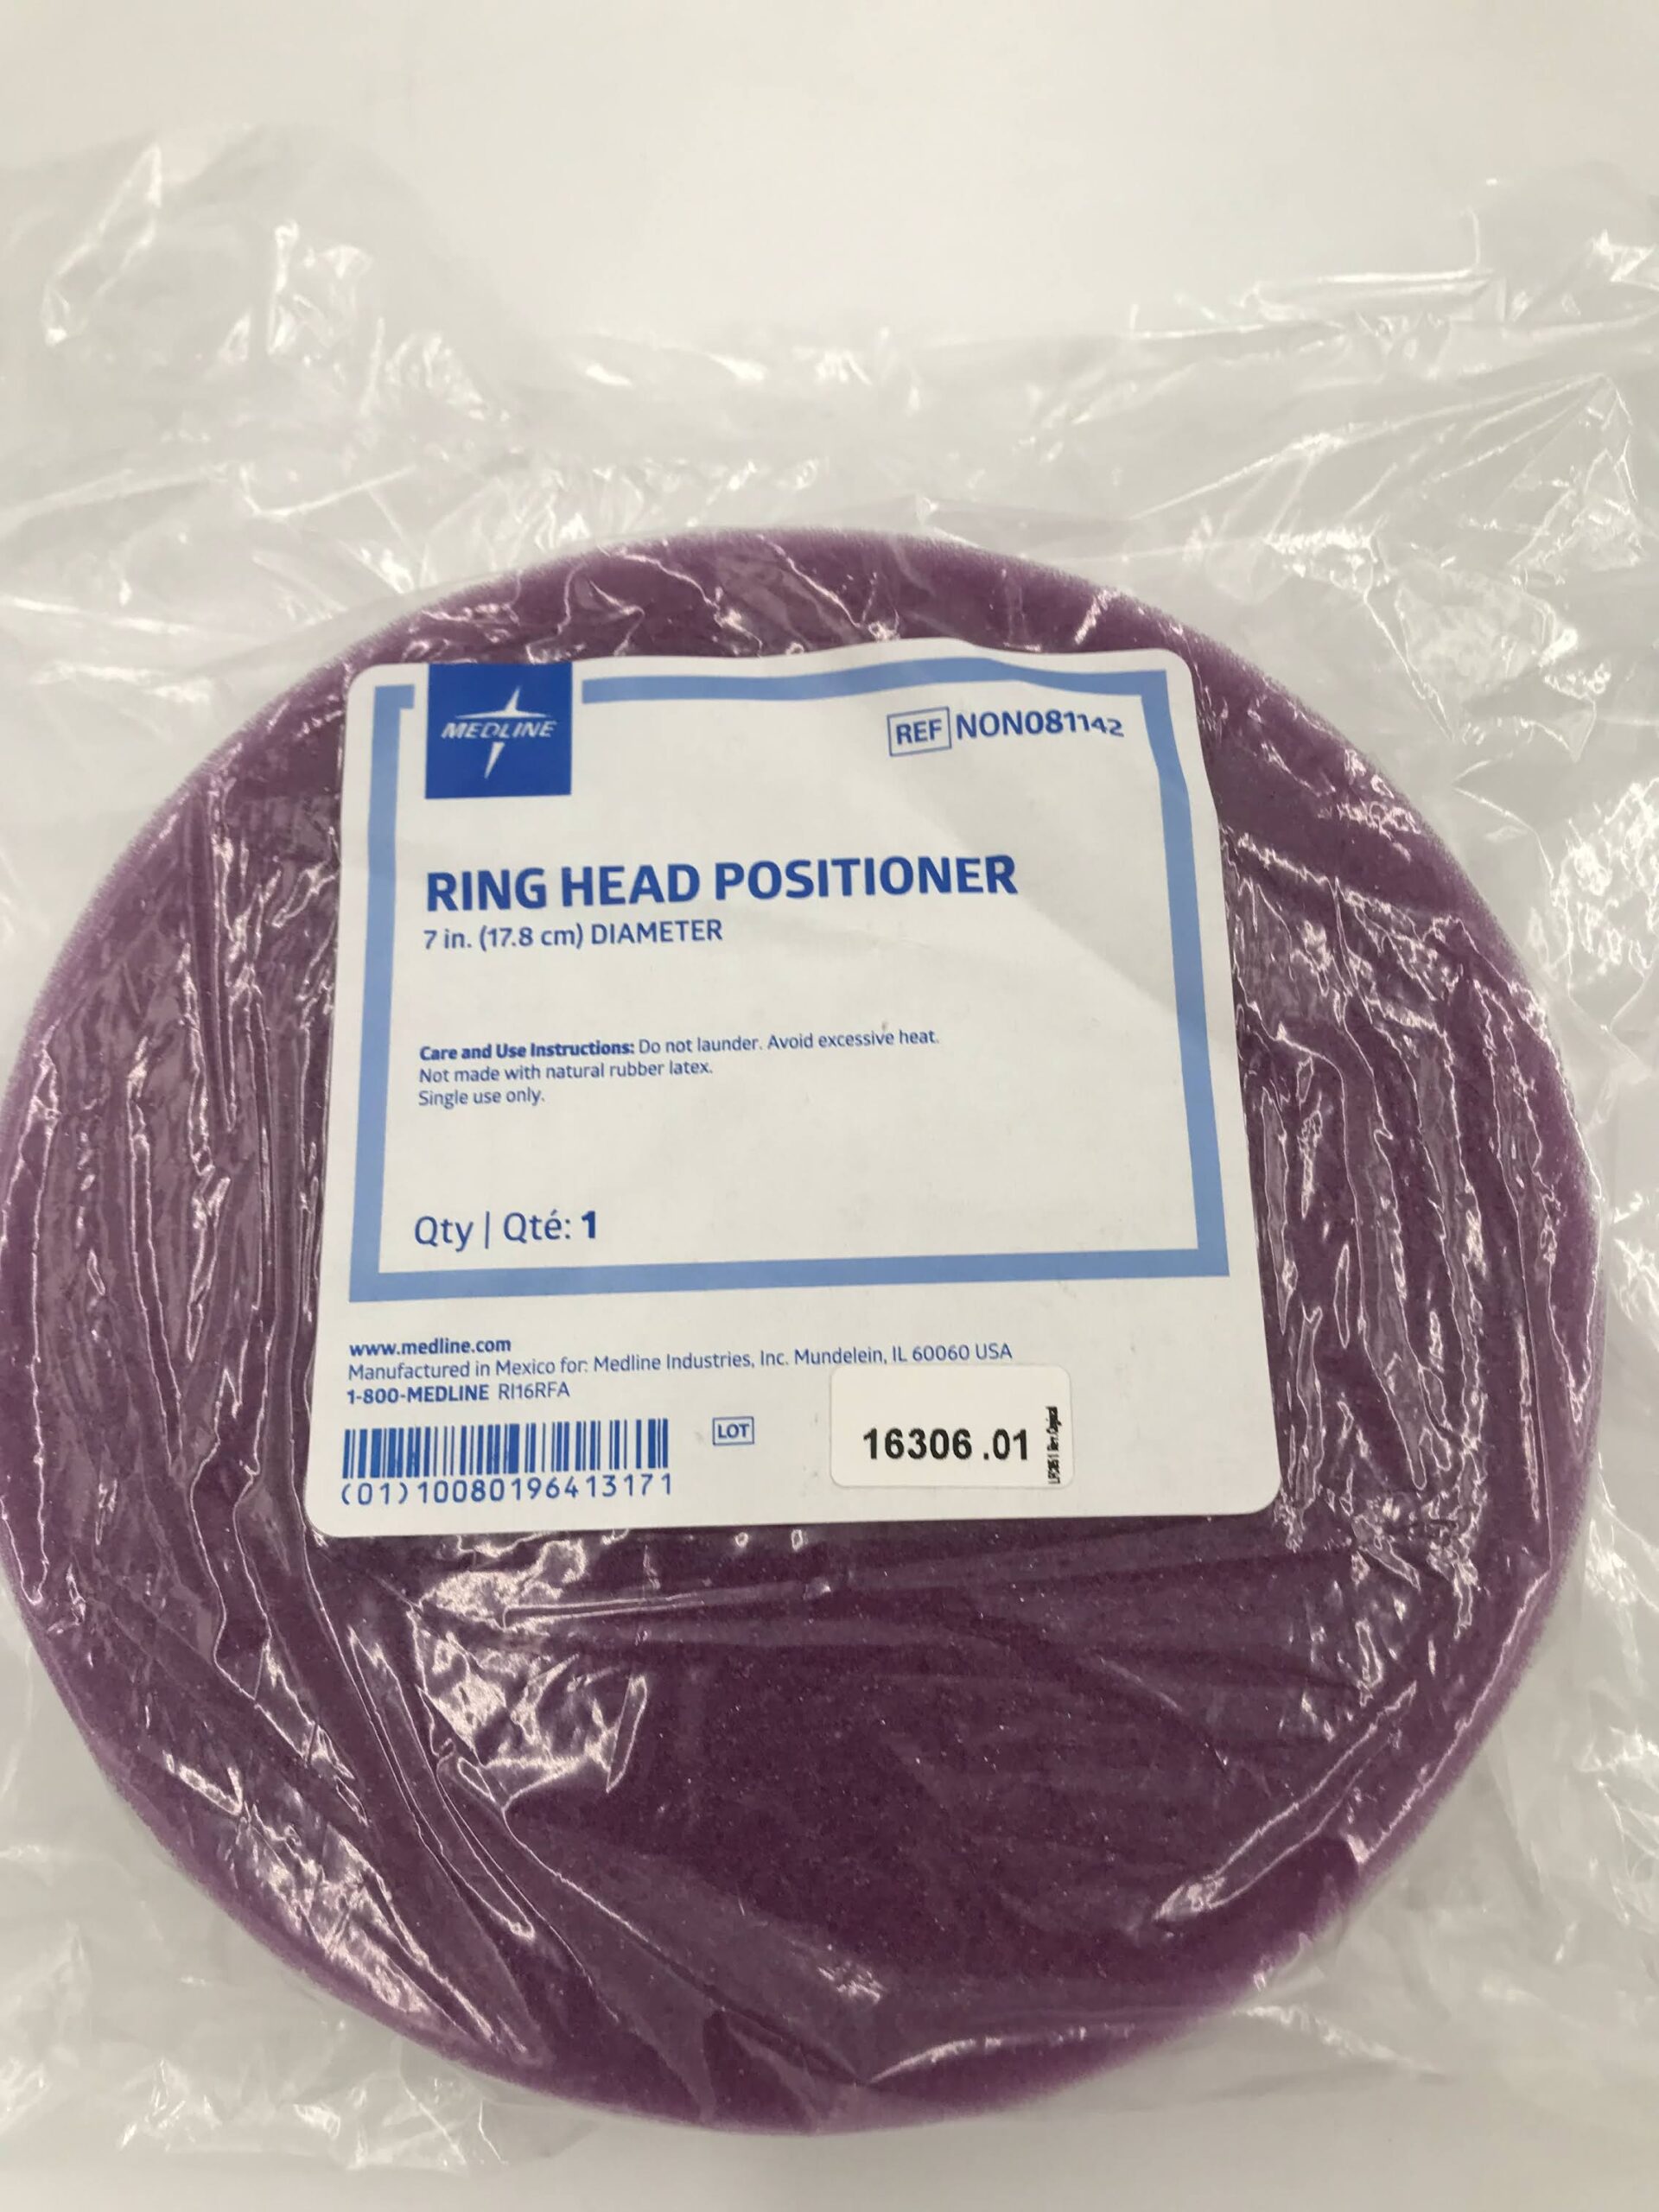 MEDLINE
REF NON081142
RING HEAD POSITIONER
7 in. (17.8 cm) DIAMETER
Care and Use Instructions: Do not launder. Avoid excessive heat.
Not made with natural rubber latex.
Single use only.
Qty | Qté: 1
www.medline.com
Manufactured in Mexico for: Medline Industries, Inc. Mundelein, IL 60060 USA
1-800-MEDLINE RI16RFA
LOT
16306 .01
(01)10080196413171